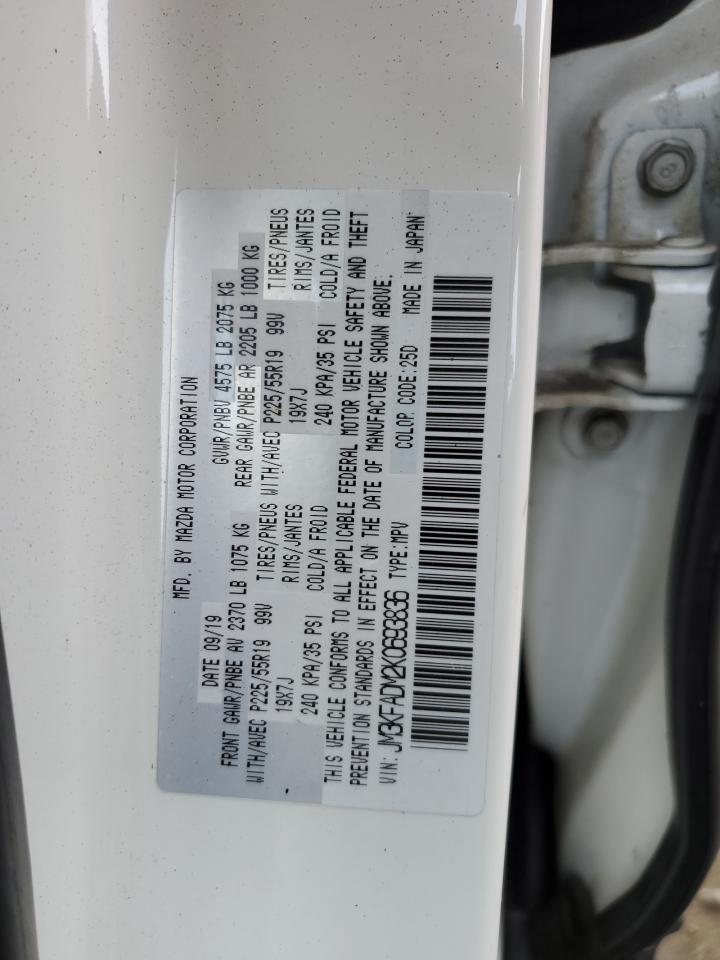 MFD. BY MAZDA MOTOR CORPORATION
DATE 09/19 GVWR/PNBV 4575 LB 2075 KG
FRONT GAWR/PNBE AV 2370 LB 1075 KG REAR GAWR/PNBE AR 2205 LB 1000 KG
WITH/AVEC P225/55R19 99V TIRES/PNEUS WITH/AVEC P225/55R19 99V TIRES/PNEUS
19X7J RIMS/JANTES 19X7J RIMS/JANTES
240 KPA/35 PSI COLD/A FROID 240 KPA/35 PSI COLD/A FROID
THIS VEHICLE CONFORMS TO ALL APPLICABLE FEDERAL MOTOR VEHICLE SAFETY AND THEFT
PREVENTION STANDARDS IN EFFECT ON THE DATE OF MANUFACTURE SHOWN ABOVE.
VIN: JM3KFADM2K0693836 TYPE:MPV COLOR CODE:25D MADE IN JAPAN